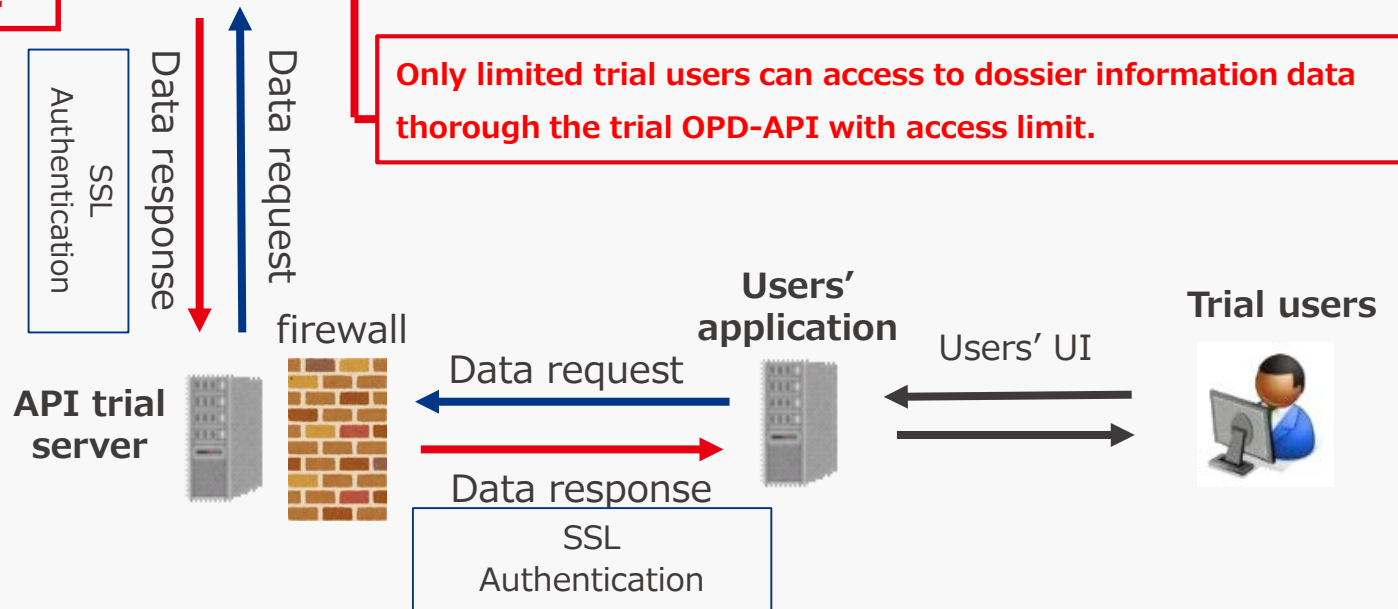 Only limited trial users can access to dossier information data
thorough the trial OPD-API with access limit.
SSL
Authentication
Data response
Data request
firewall
API trial
server
Data request
Data response
SSL
Authentication
Users’
application
Users’ UI
Trial users